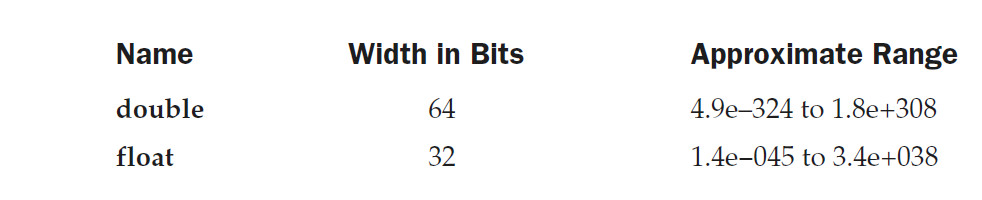 Name Width in Bits Approximate Range
double 64 4.9e–324 to 1.8e+308
float 32 1.4e–045 to 3.4e+038